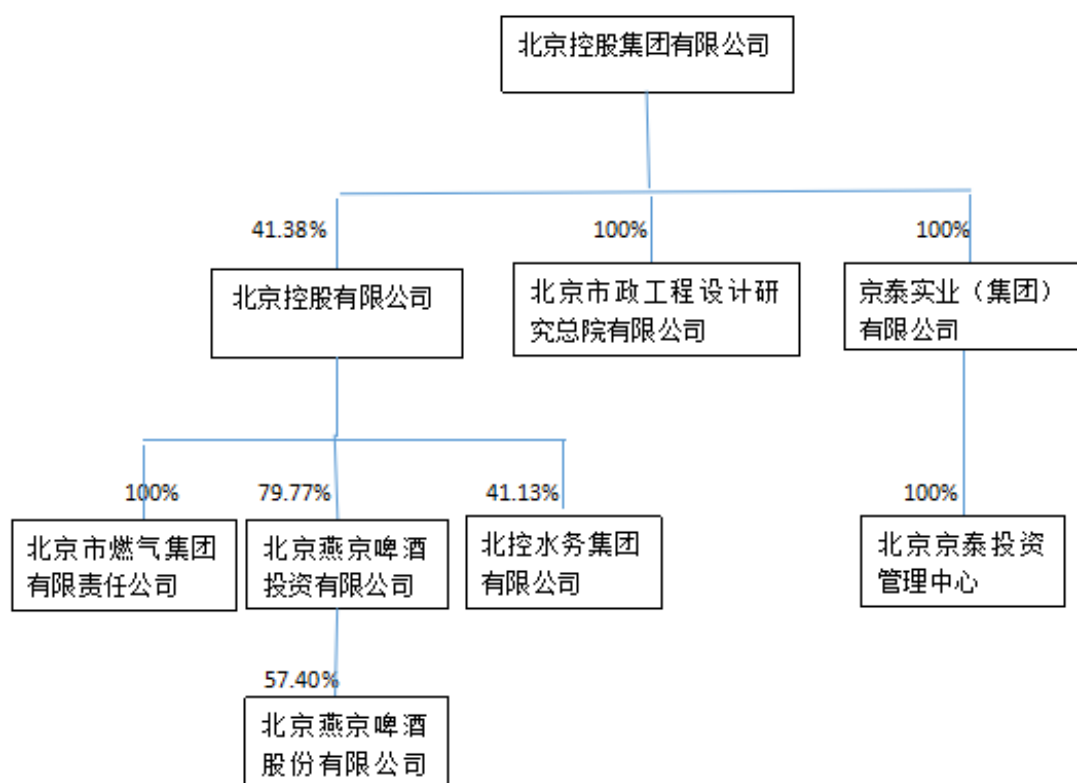 北京控股集团有限公司
41.38%
100%
100%
北京控股有限公司
北京市政工程设计研
究总院有限公司
京泰实业（集团）
有限公司
100%
79.77%
41.13%
100%
北京市燃气集团
有限责任公司
北京燕京啤酒
投资有限公司
北控水务集团
有限公司
北京京泰投资
管理中心
57.40%
北京燕京啤酒
股份有限公司